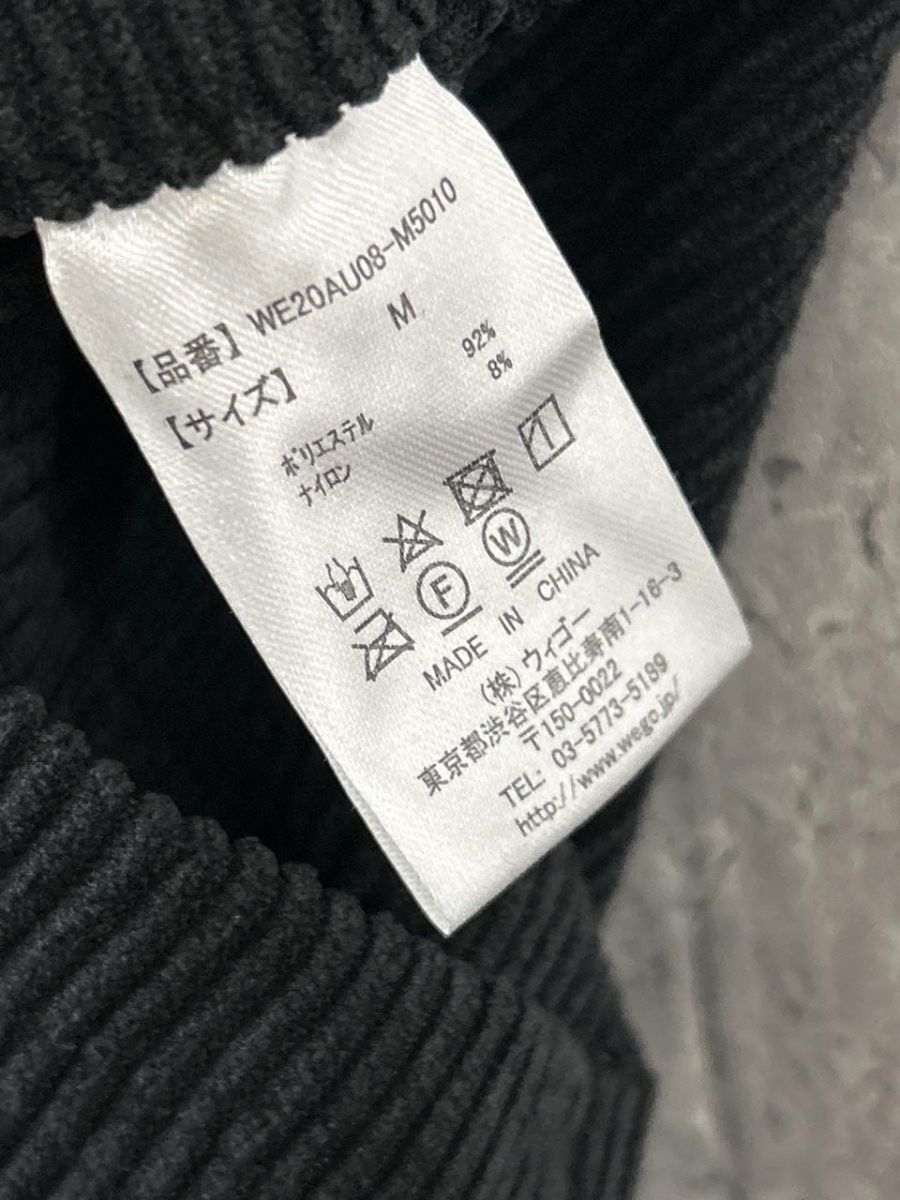 【品番】 WE20AU08-M5010
【サイズ】 M
ポリエステル 92%
ナイロン 8%
F W
MADE IN CHINA
(株)ウィゴー
東京都渋谷区恵比寿南1-16-3
〒150-0022
TEL: 03-5773-5189
http://www.wego.jp/